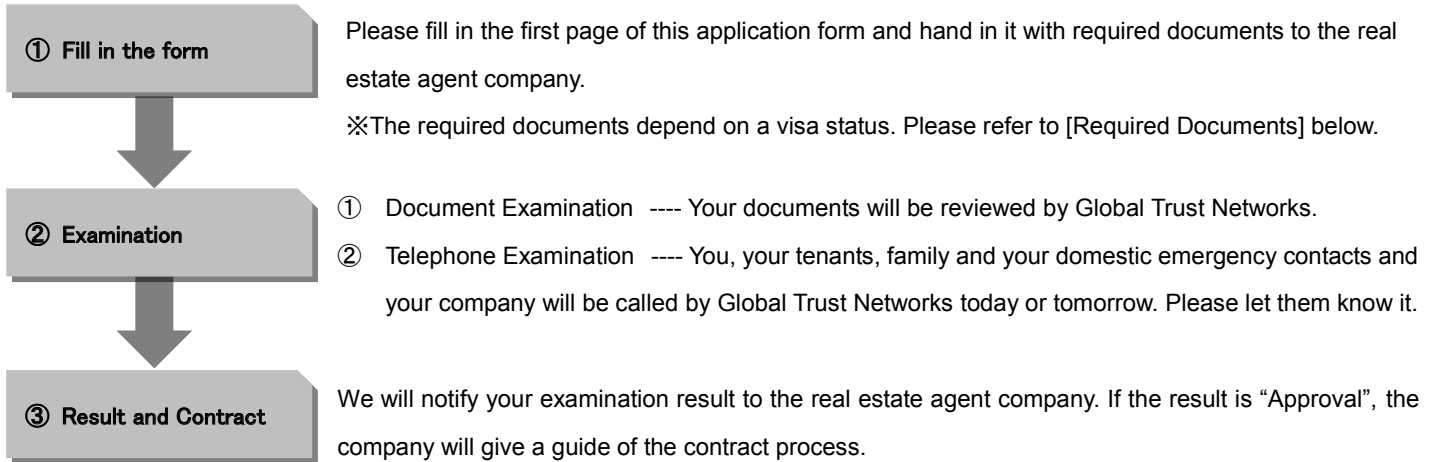 ① Fill in the form
Please fill in the first page of this application form and hand in it with required documents to the real
estate agent company.
※The required documents depend on a visa status. Please refer to [Required Documents] below.
② Examination
① Document Examination ---- Your documents will be reviewed by Global Trust Networks.
② Telephone Examination ---- You, your tenants, family and your domestic emergency contacts and
your company will be called by Global Trust Networks today or tomorrow. Please let them know it.
③ Result and Contract
We will notify your examination result to the real estate agent company. If the result is “Approval”, the
company will give a guide of the contract process.